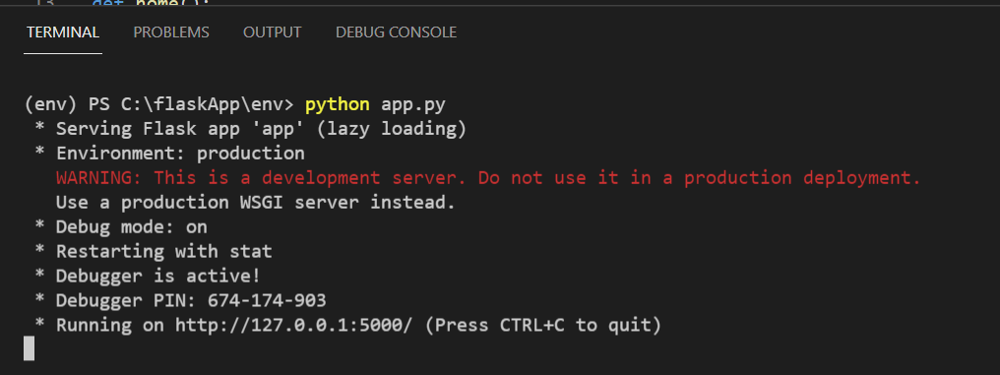 13 def home():
TERMINAL PROBLEMS OUTPUT DEBUG CONSOLE
(env) PS C:\flaskApp\env> python app.py
* Serving Flask app 'app' (lazy loading)
* Environment: production
WARNING: This is a development server. Do not use it in a production deployment.
Use a production WSGI server instead.
* Debug mode: on
* Restarting with stat
* Debugger is active!
* Debugger PIN: 674-174-903
* Running on http://127.0.0.1:5000/ (Press CTRL+C to quit)